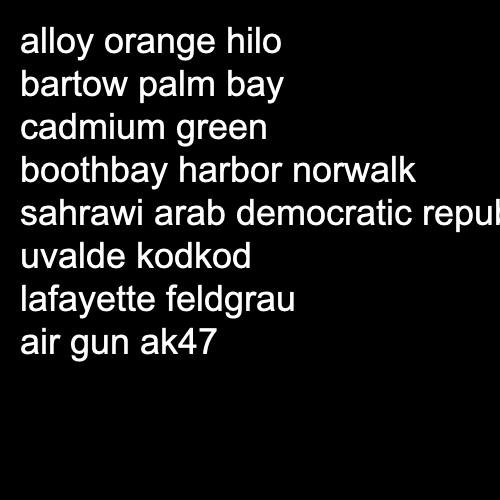 alloy orange hilo
bartow palm bay
cadmium green
boothbay harbor norwalk
sahrawi arab democratic
uvalde kodkod
lafayette feldgrau
air gun ak47